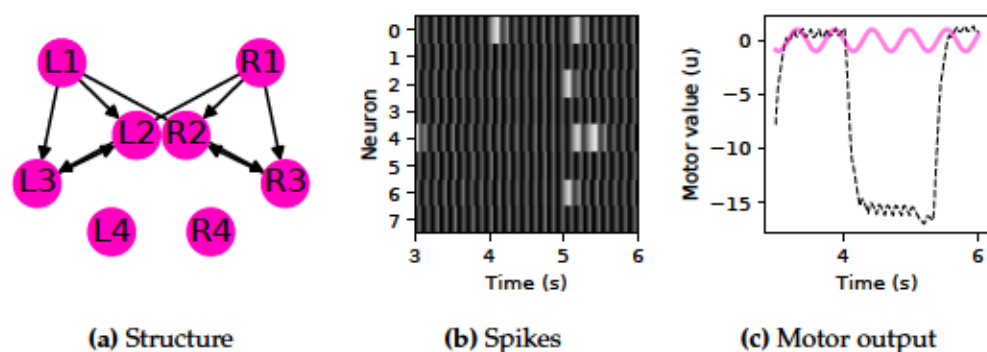 L1
R1
L2
R2
L3
R3
L4
R4
(a) Structure
Neuron
0
1
2
3
4
5
6
7
3
4
5
6
Time (s)
(b) Spikes
Motor value (u)
0
−5
−10
−15
4
6
Time (s)
(c) Motor output